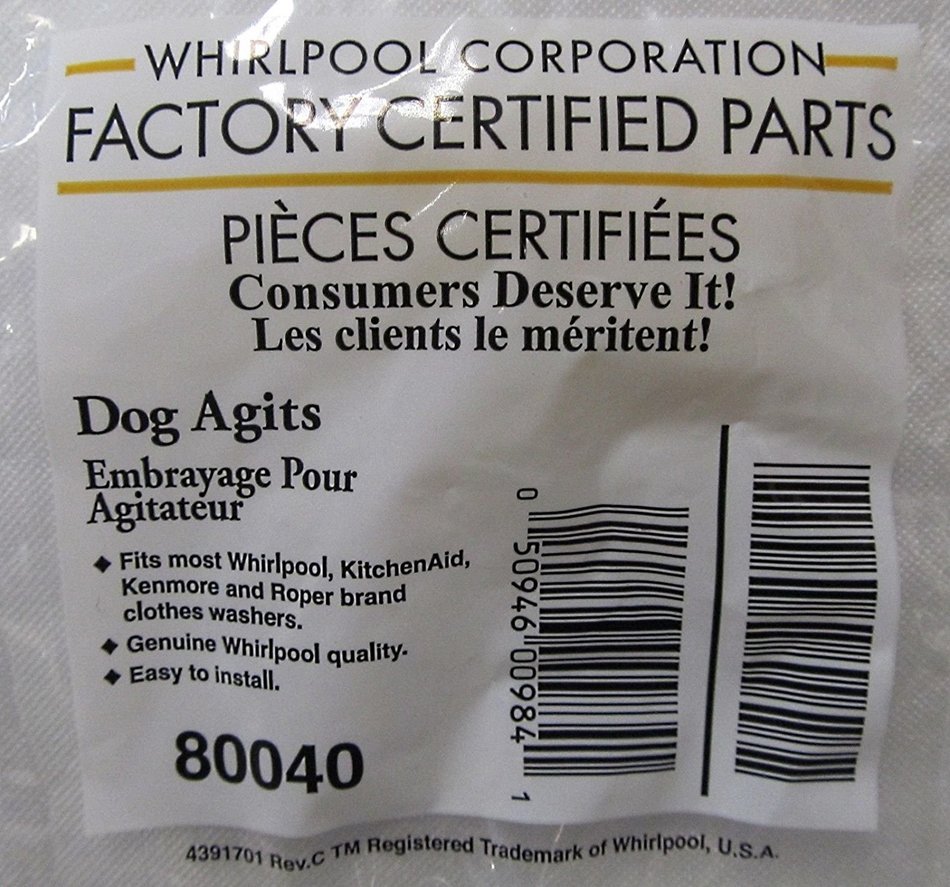 WHIRLPOOL CORPORATION
FACTORY CERTIFIED PARTS
PIÈCES CERTIFIÉES
Consumers Deserve It!
Les clients le méritent!
Dog Agits
Embrayage Pour
Agitateur
◆ Fits most Whirlpool, KitchenAid,
Kenmore and Roper brand
clothes washers.
◆ Genuine Whirlpool quality.
◆ Easy to install.
80040
0 50946 00984 1
4391701 Rev.C TM Registered Trademark of Whirlpool, U.S.A.